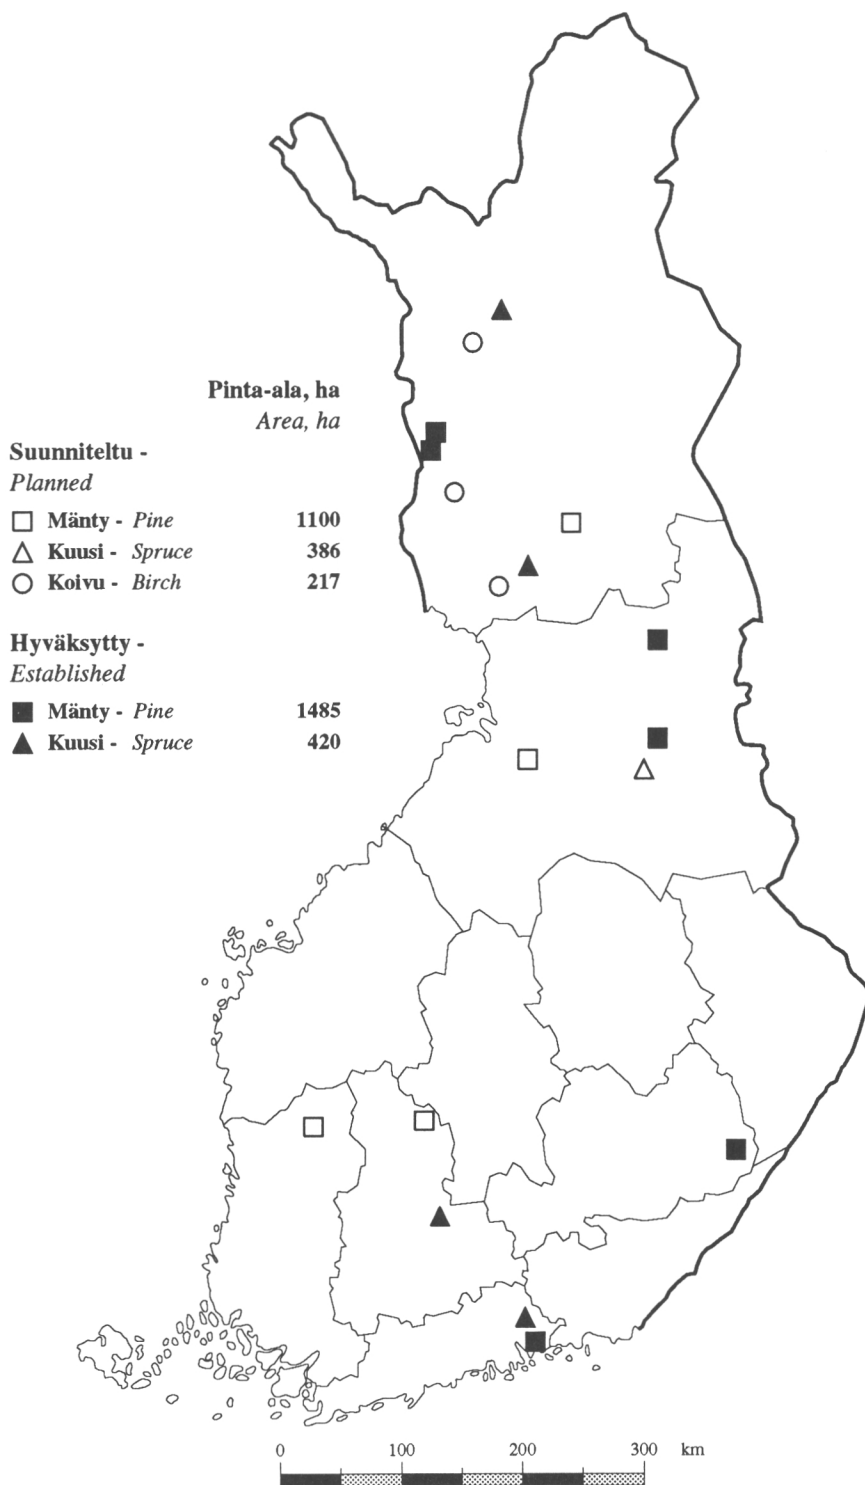 Pinta-ala, ha
Area, ha
Suunniteltu -
Planned
Mänty - Pine 1100
Kuusi - Spruce 386
Koivu - Birch 217
Hyväksytty -
Established
Mänty - Pine 1485
Kuusi - Spruce 420
0 100 200 300 km